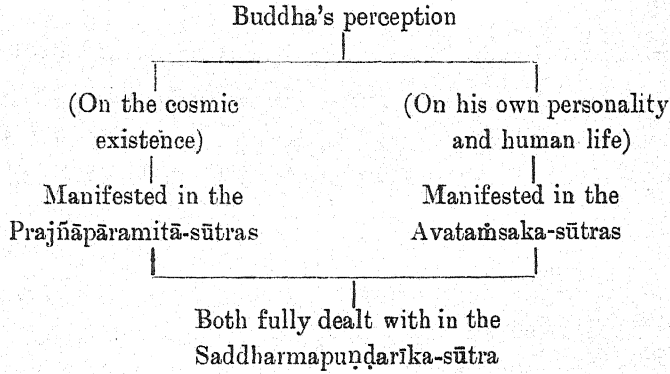 Buddha's perception
(On the cosmic
existence)
(On his own personality
and human life)
Manifested in the
Prajñāpāramitā-sūtras
Manifested in the
Avataṁsaka-sūtras
Both fully dealt with in the
Saddharmapuṇḍarīka-sūtra